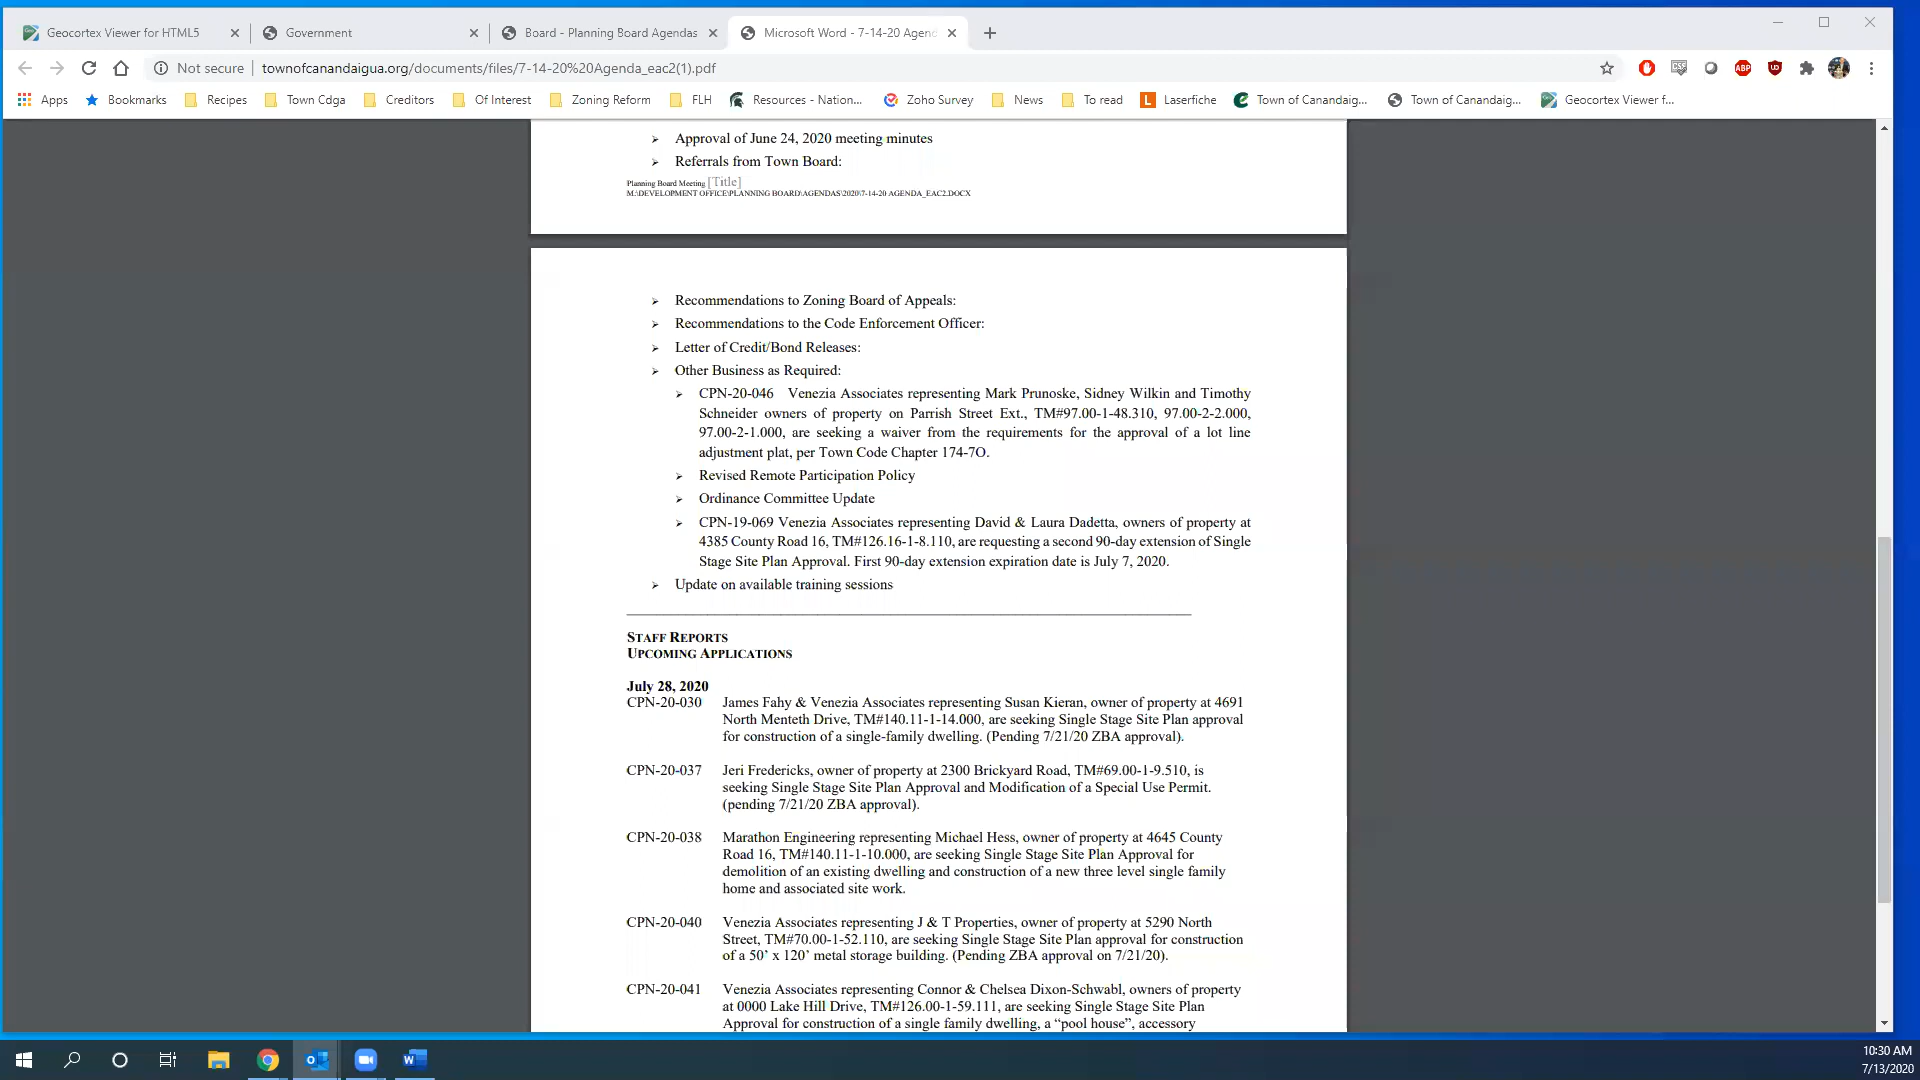 Geocortex Viewer for HTML5
Government
Board - Planning Board Agendas
Microsoft Word - 7-14-20 Agend
Not secure
townofcanandaigua.org/documents/files/7-14-20%20Agenda_eac2(1).pdf
ABP
Apps
Bookmarks
Recipes
Town Cdga
Creditors
Of Interest
Zoning Reform
FLH
Resources - Nation...
Zoho Survey
News
To read
Laserfiche
Town of Canandaig...
Town of Canandaig...
Geocortex Viewer f...
➢ Approval of June 24, 2020 meeting minutes
➢ Referrals from Town Board:
Planning Board Meeting [Title]
M:\DEVELOPMENT OFFICE\PLANNING BOARD\AGENDAS\2020\7-14-20 AGENDA_EAC2.DOCX
➢ Recommendations to Zoning Board of Appeals:
➢ Recommendations to the Code Enforcement Officer:
➢ Letter of Credit/Bond Releases:
➢ Other Business as Required:
➢ CPN-20-046 Venezia Associates representing Mark Prunoske, Sidney Wilkin and Timothy
Schneider owners of property on Parrish Street Ext., TM#97.00-1-48.310, 97.00-2-2.000,
97.00-2-1.000, are seeking a waiver from the requirements for the approval of a lot line
adjustment plat, per Town Code Chapter 174-7O.
➢ Revised Remote Participation Policy
➢ Ordinance Committee Update
➢ CPN-19-069 Venezia Associates representing David & Laura Dadetta, owners of property at
4385 County Road 16, TM#126.16-1-8.110, are requesting a second 90-day extension of Single
Stage Site Plan Approval. First 90-day extension expiration date is July 7, 2020.
➢ Update on available training sessions
STAFF REPORTS
UPCOMING APPLICATIONS
July 28, 2020
CPN-20-030 James Fahy & Venezia Associates representing Susan Kieran, owner of property at 4691
North Menteth Drive, TM#140.11-1-14.000, are seeking Single Stage Site Plan approval
for construction of a single-family dwelling. (Pending 7/21/20 ZBA approval).
CPN-20-037 Jeri Fredericks, owner of property at 2300 Brickyard Road, TM#69.00-1-9.510, is
seeking Single Stage Site Plan Approval and Modification of a Special Use Permit.
(pending 7/21/20 ZBA approval).
CPN-20-038 Marathon Engineering representing Michael Hess, owner of property at 4645 County
Road 16, TM#140.11-1-10.000, are seeking Single Stage Site Plan Approval for
demolition of an existing dwelling and construction of a new three level single family
home and associated site work.
CPN-20-040 Venezia Associates representing J & T Properties, owner of property at 5290 North
Street, TM#70.00-1-52.110, are seeking Single Stage Site Plan approval for construction
of a 50’ x 120’ metal storage building. (Pending ZBA approval on 7/21/20).
CPN-20-041 Venezia Associates representing Connor & Chelsea Dixon-Schwabl, owners of property
at 0000 Lake Hill Drive, TM#126.00-1-59.111, are seeking Single Stage Site Plan
Approval for construction of a single family dwelling, a “pool house”, accessory
10:30 AM
7/13/2020